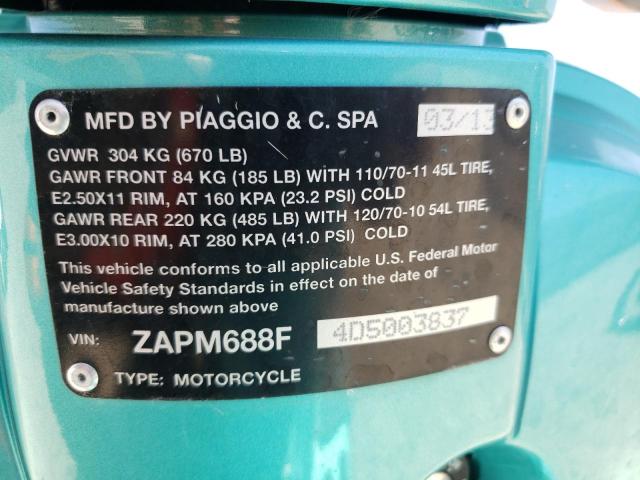 MFD BY PIAGGIO & C. SPA 03/13
GVWR 304 KG (670 LB)
GAWR FRONT 84 KG (185 LB) WITH 110/70-11 45L TIRE,
E2.50X11 RIM, AT 160 KPA (23.2 PSI) COLD
GAWR REAR 220 KG (485 LB) WITH 120/70-10 54L TIRE,
E3.00X10 RIM, AT 280 KPA (41.0 PSI) COLD
This vehicle conforms to all applicable U.S. Federal Motor
Vehicle Safety Standards in effect on the date of
manufacture shown above
VIN: ZAPM688F 4D5003837
TYPE: MOTORCYCLE